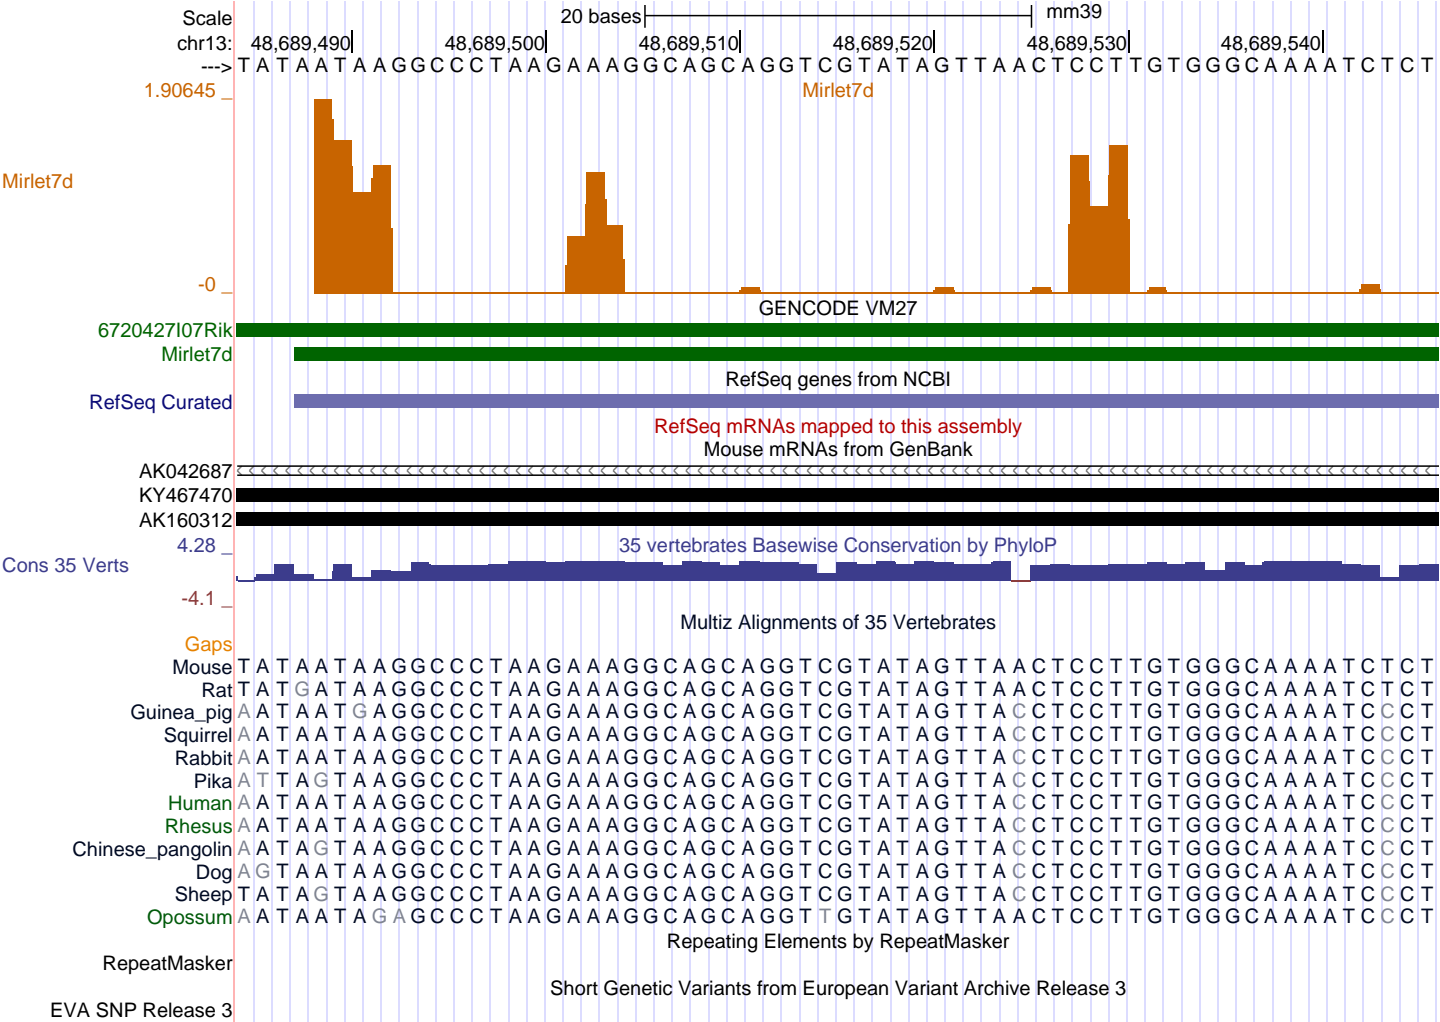 Scale 20 bases mm39
chr13: 48,689,490 48,689,500 48,689,510 48,689,520 48,689,530 48,689,540
---> T A T A A T A A G G C C C T A A G A A A G G C A G C A G G T C G T A T A G T T A A C T C C T T G T G G G C A A A A T C T C T
1.90645 _ Mirlet7d
Mirlet7d
-0 _
GENCODE VM27
6720427I07Rik
Mirlet7d
RefSeq genes from NCBI
RefSeq Curated
RefSeq mRNAs mapped to this assembly
Mouse mRNAs from GenBank
AK042687
KY467470
AK160312
4.28 _ 35 vertebrates Basewise Conservation by PhyloP
Cons 35 Verts
-4.1 _
Multiz Alignments of 35 Vertebrates
Gaps
Mouse T A T A A T A A G G C C C T A A G A A A G G C A G C A G G T C G T A T A G T T A A C T C C T T G T G G G C A A A A T C T C T
Rat T A T G A T A A G G C C C T A A G A A A G G C A G C A G G T C G T A T A G T T A A C T C C T T G T G G G C A A A A T C T C T
Guinea_pig A A T A A T G A G G C C C T A A G A A A G G C A G C A G G T C G T A T A G T T A C C T C C T T G T G G G C A A A A T C C C T
Squirrel A A T A A T A A G G C C C T A A G A A A G G C A G C A G G T C G T A T A G T T A C C T C C T T G T G G G C A A A A T C C C T
Rabbit A A T A A T A A G G C C C T A A G A A A G G C A G C A G G T C G T A T A G T T A C C T C C T T G T G G G C A A A A T C C C T
Pika A T T A G T A A G G C C C T A A G A A A G G C A G C A G G T C G T A T A G T T A C C T C C T T G T G G G C A A A A T C C C T
Human A A T A A T A A G G C C C T A A G A A A G G C A G C A G G T C G T A T A G T T A C C T C C T T G T G G G C A A A A T C C C T
Rhesus A A T A A T A A G G C C C T A A G A A A G G C A G C A G G T C G T A T A G T T A C C T C C T T G T G G G C A A A A T C C C T
Chinese_pangolin A A T A G T A A G G C C C T A A G A A A G G C A G C A G G T C G T A T A G T T A C C T C C T T G T G G G C A A A A T C C C T
Dog A G T A A T A A G G C C C T A A G A A A G G C A G C A G G T C G T A T A G T T A C C T C C T T G T G G G C A A A A T C C C T
Sheep T A T A G T A A G G C C C T A A G A A A G G C A G C A G G T C G T A T A G T T A C C T C C T T G T G G G C A A A A T C C C T
Opossum A A T A A T A G A G C C C T A A G A A A G G C A G C A G G T T G T A T A G T T A A C T C C T T G T G G G C A A A A T C C C T
Repeating Elements by RepeatMasker
RepeatMasker
Short Genetic Variants from European Variant Archive Release 3
EVA SNP Release 3